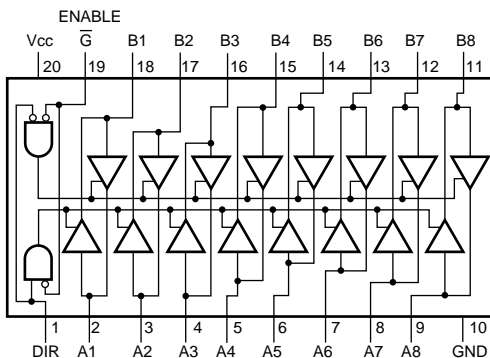 ENABLE
Vcc G B1 B2 B3 B4 B5 B6 B7 B8
20 19 18 17 16 15 14 13 12 11
1 2 3 4 5 6 7 8 9 10
DIR A1 A2 A3 A4 A5 A6 A7 A8 GND